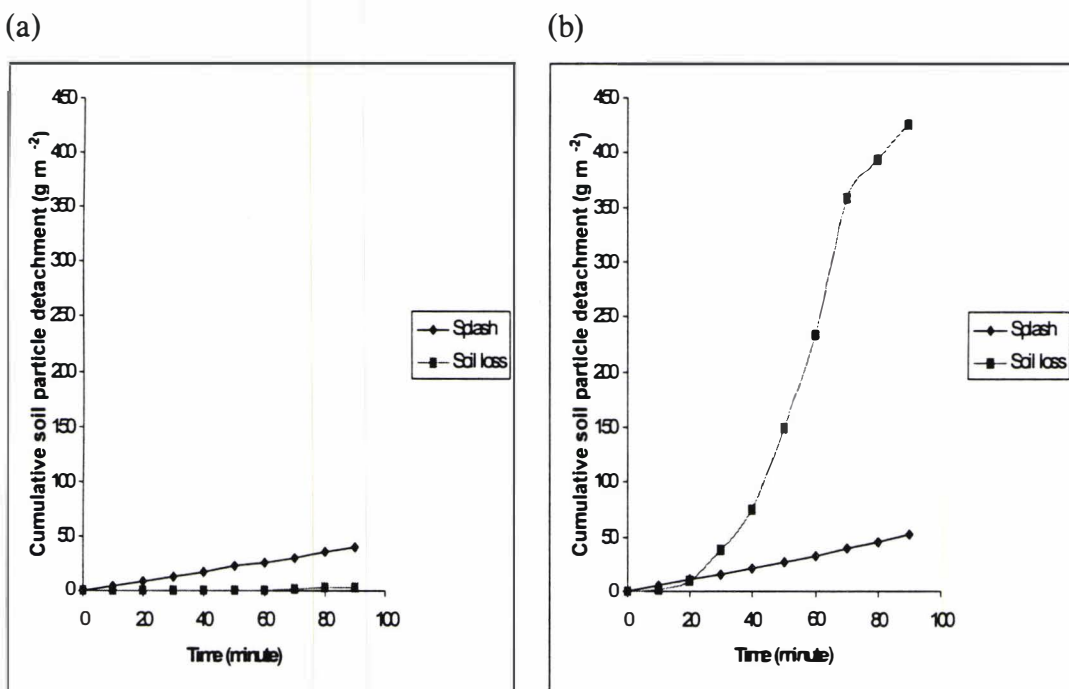 (a)
(b)
Cumulative soil particle detachment (g m⁻²)
450
400
350
300
250
200
150
100
50
0
0 20 40 60 80 100
Time (minute)
Splash
Soil loss
Cumulative soil particle detachment (g m⁻²)
450
400
350
300
250
200
150
100
50
0
0 20 40 60 80 100
Time (minute)
Splash
Soil loss